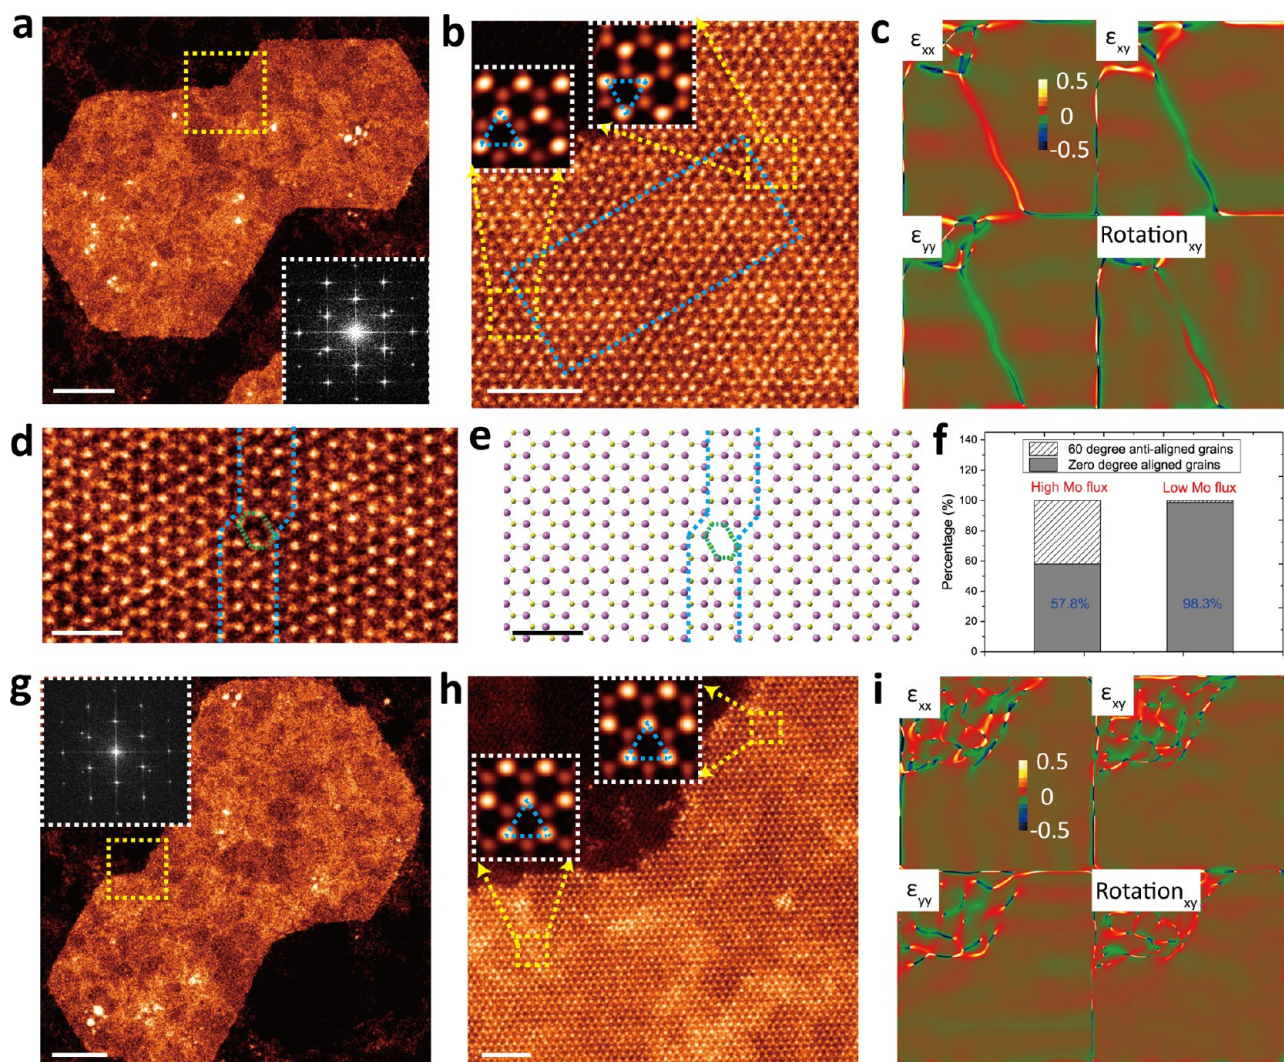 a
b
c
εxx
εxy
0.5
0
-0.5
εyy
Rotationxy
d
e
f
140
120
100
80
60
40
20
0
Percentage (%)
60 degree anti-aligned grains
Zero degree aligned grains
High Mo flux
Low Mo flux
57.8%
98.3%
g
h
i
εxx
εxy
0.5
0
-0.5
εyy
Rotationxy